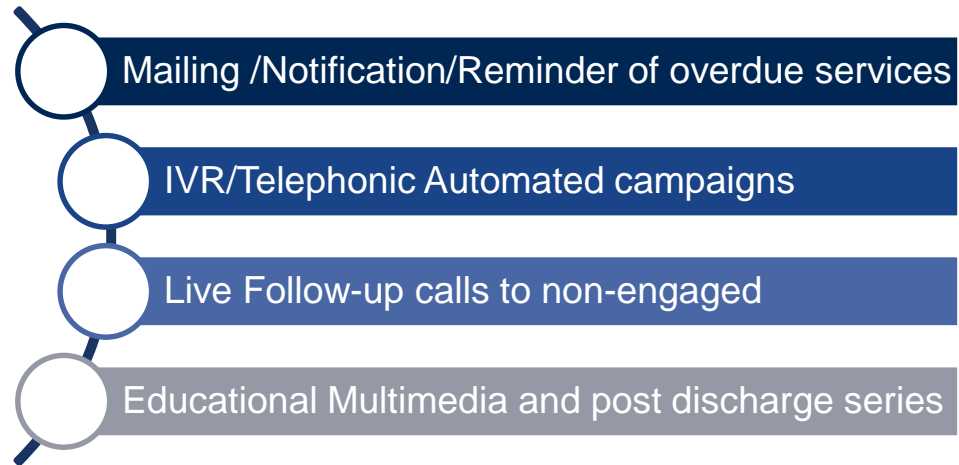 Mailing /Notification/Reminder of overdue services
IVR/Telephonic Automated campaigns
Live Follow-up calls to non-engaged
Educational Multimedia and post discharge series